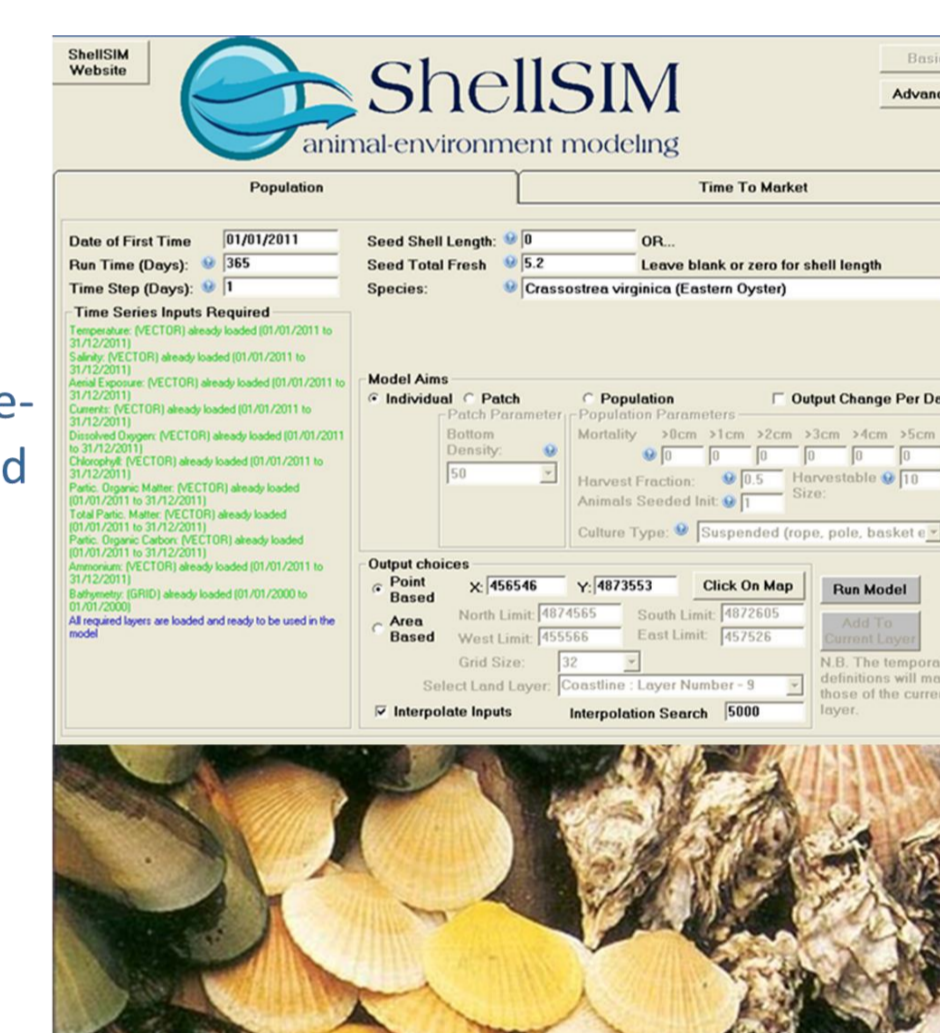 e-
d
ShellSIM
Website
ShellSIM
animal-environment modeling
Basi
Advanc
Population
Time To Market
Date of First Time 01/01/2011
Run Time (Days): 365
Time Step (Days): 1
Seed Shell Length: 0 OR...
Seed Total Fresh 5.2 Leave blank or zero for shell length
Species: Crassostrea virginica (Eastern Oyster)
Time Series Inputs Required
Temperature: (VECTOR) already loaded (01/01/2011 to
31/12/2011)
Salinity: (VECTOR) already loaded (01/01/2011 to
31/12/2011)
Aerial Exposure: (VECTOR) already loaded (01/01/2011 to
31/12/2011)
Currents: (VECTOR) already loaded (01/01/2011 to
31/12/2011)
Dissolved Oxygen: (VECTOR) already loaded (01/01/2011
to 31/12/2011)
Chlorophyll: (VECTOR) already loaded (01/01/2011 to
31/12/2011)
Partic. Organic Matter: (VECTOR) already loaded
(01/01/2011 to 31/12/2011)
Total Partic. Matter: (VECTOR) already loaded
(01/01/2011 to 31/12/2011)
Partic. Organic Carbon: (VECTOR) already loaded
(01/01/2011 to 31/12/2011)
Ammonium: (VECTOR) already loaded (01/01/2011 to
31/12/2011)
Bathymetry: (GRID) already loaded (01/01/2000 to
01/01/2000)
All required layers are loaded and ready to be used in the
model
Model Aims
Individual Patch Population Output Change Per Da
Patch Parameter
Bottom
Density:
50
Population Parameters
Mortality >0cm >1cm >2cm >3cm >4cm >5cm
0 0 0 0 0 0
Harvest Fraction: 0.5 Harvestable 10
Size:
Animals Seeded Init: 1
Culture Type: Suspended (rope, pole, basket e
Output choices
Point
Based X: 456546 Y: 4873553 Click On Map
Area
Based
North Limit: 4874565 South Limit: 4872605
West Limit: 455566 East Limit: 457526
Grid Size: 32
Select Land Layer: Coastline : Layer Number - 9
Interpolate Inputs Interpolation Search 5000
Run Model
Add To
Current Layer
N.B. The tempora
definitions will ma
those of the curre
layer.